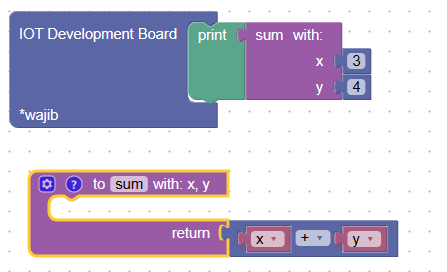 IOT Development Board print sum with:
x 3
y 4
*wajib
? to sum with: x, y
return x + y